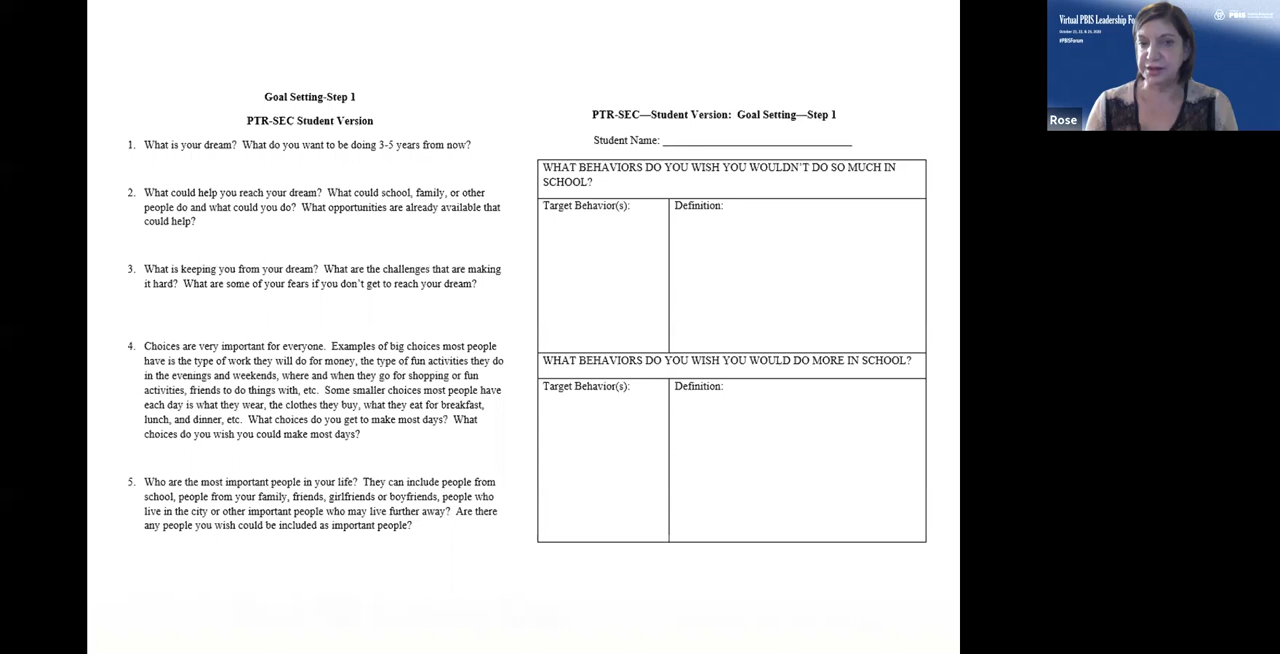 Goal Setting-Step 1
PTR-SEC Student Version
1. What is your dream? What do you want to be doing 3-5 years from now?
2. What could help you reach your dream? What could school, family, or other
people do and what could you do? What opportunities are already available that
could help?
3. What is keeping you from your dream? What are the challenges that are making
it hard? What are some of your fears if you don't get to reach your dream?
4. Choices are very important for everyone. Examples of big choices most people
have is the type of work they will do for money, the type of fun activities they do
in the evenings and weekends, where and when they go for shopping or fun
activities, friends to do things with, etc. Some smaller choices most people have
each day is what they wear, the clothes they buy, what they eat for breakfast,
lunch, and dinner, etc. What choices do you get to make most days? What
choices do you wish you could make most days?
5. Who are the most important people in your life? They can include people from
school, people from your family, friends, girlfriends or boyfriends, people who
live in the city or other important people who may live further away? Are there
any people you wish could be included as important people?
PTR-SEC—Student Version: Goal Setting—Step 1
Student Name: ____________________
WHAT BEHAVIORS DO YOU WISH YOU WOULDN'T DO SO MUCH IN
SCHOOL?
Target Behavior(s): Definition:
WHAT BEHAVIORS DO YOU WISH YOU WOULD DO MORE IN SCHOOL?
Target Behavior(s): Definition:
Virtual PBIS Leadership Fo
#PBISForum
PBIS
Rose